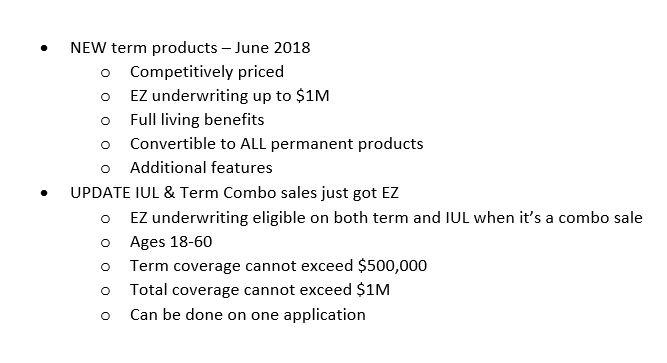 • NEW term products – June 2018
o Competitively priced
o EZ underwriting up to $1M
o Full living benefits
o Convertible to ALL permanent products
o Additional features
• UPDATE IUL & Term Combo sales just got EZ
o EZ underwriting eligible on both term and IUL when it’s a combo sale
o Ages 18-60
o Term coverage cannot exceed $500,000
o Total coverage cannot exceed $1M
o Can be done on one application